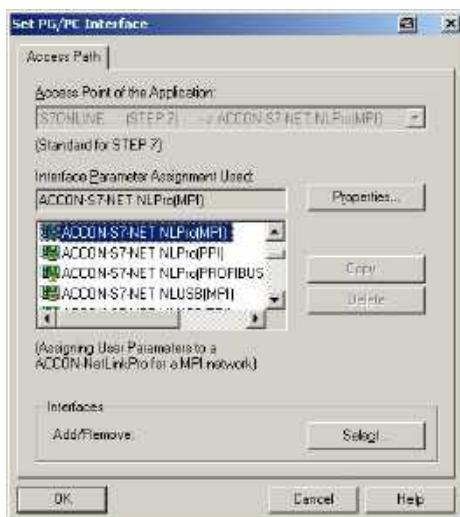 Set PG/PC Interface
Access Path
Access Point of the Application:
S7ONLINE (STEP 7) --> ACCON-S7-NET NLPro(MPI)
(Standard for STEP 7)
Interface Parameter Assignment Used:
ACCON-S7-NET NLPro(MPI)
Properties...
ACCON-S7-NET NLPro(MPI)
ACCON-S7-NET NLPro(PPI)
ACCON-S7-NET NLPro(PROFIBUS
ACCON-S7-NET NLUSB(MPI)
Copy
Delete
(Assigning User Parameters to a
ACCON-NetLinkPro for a MPI network)
Interfaces
Add/Remove:
Select...
OK
Cancel
Help